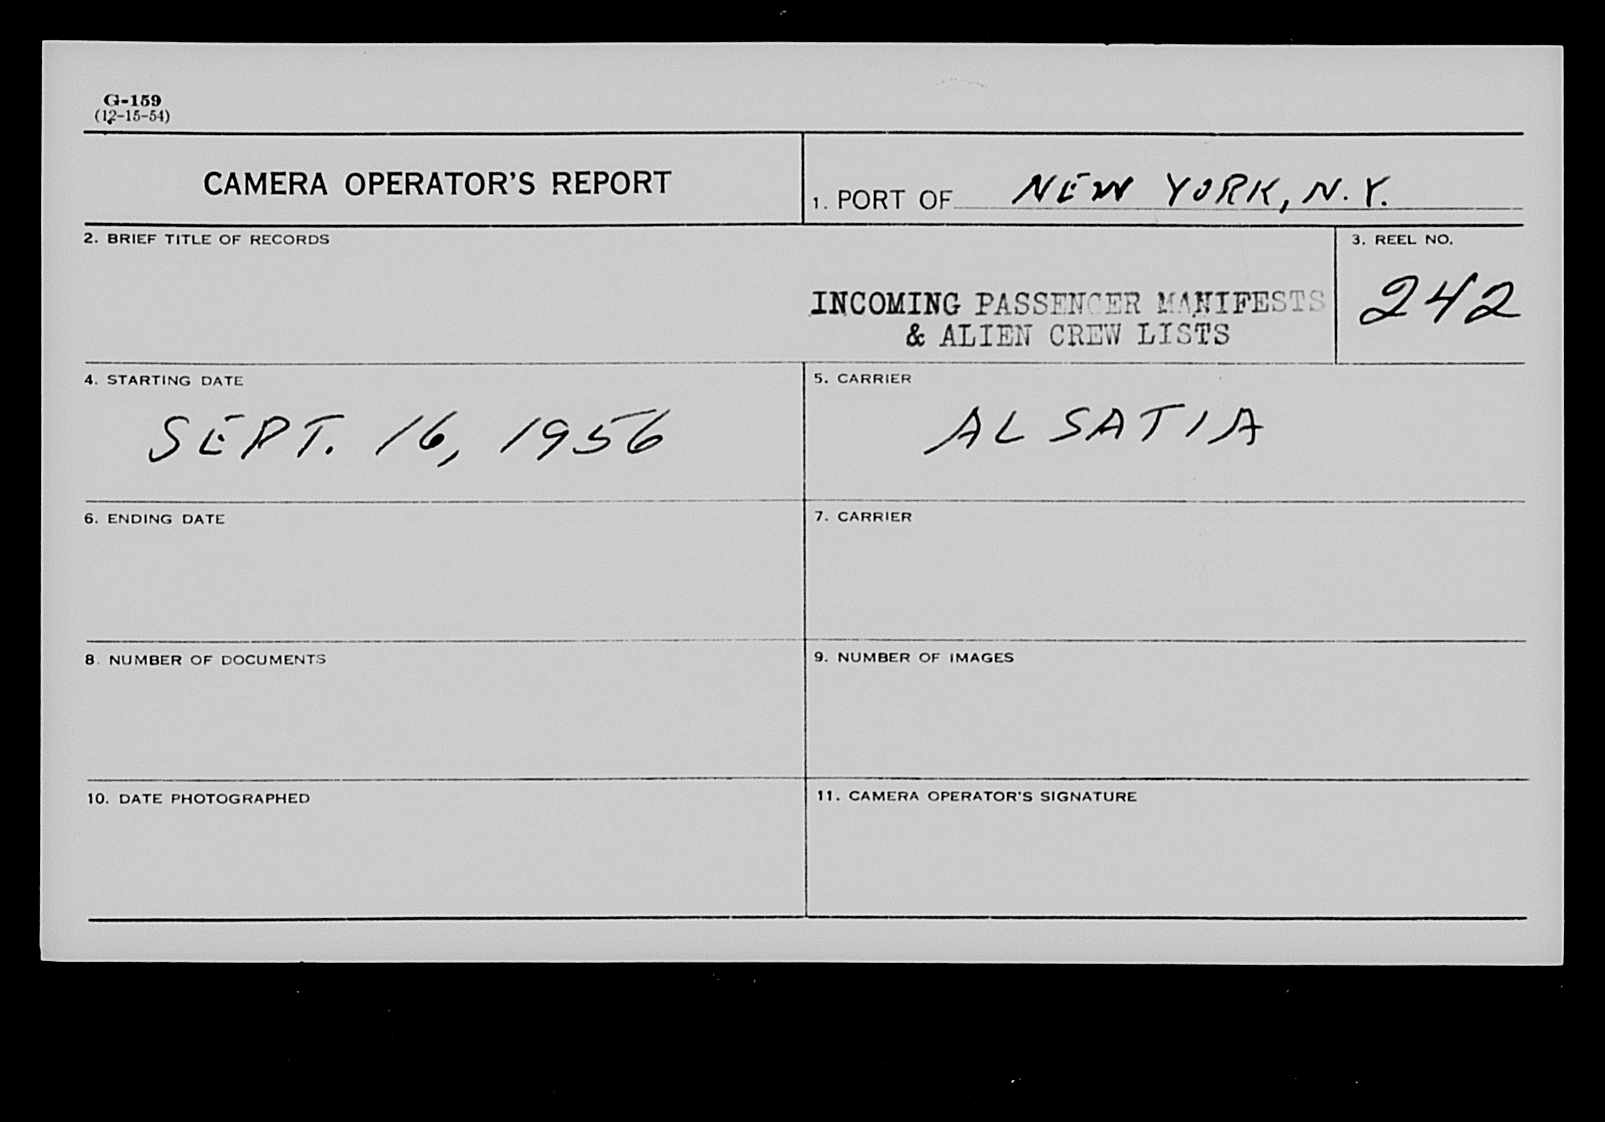 G-159
(12-15-54)
CAMERA OPERATOR'S REPORT
1. PORT OF NEW YORK, N.Y.
2. BRIEF TITLE OF RECORDS
INCOMING PASSENGER MANIFESTS
& ALIEN CREW LISTS
3. REEL NO.
242
4. STARTING DATE
SEPT. 16, 1956
5. CARRIER
ALSATIA
6. ENDING DATE
7. CARRIER
8. NUMBER OF DOCUMENTS
9. NUMBER OF IMAGES
10. DATE PHOTOGRAPHED
11. CAMERA OPERATOR'S SIGNATURE